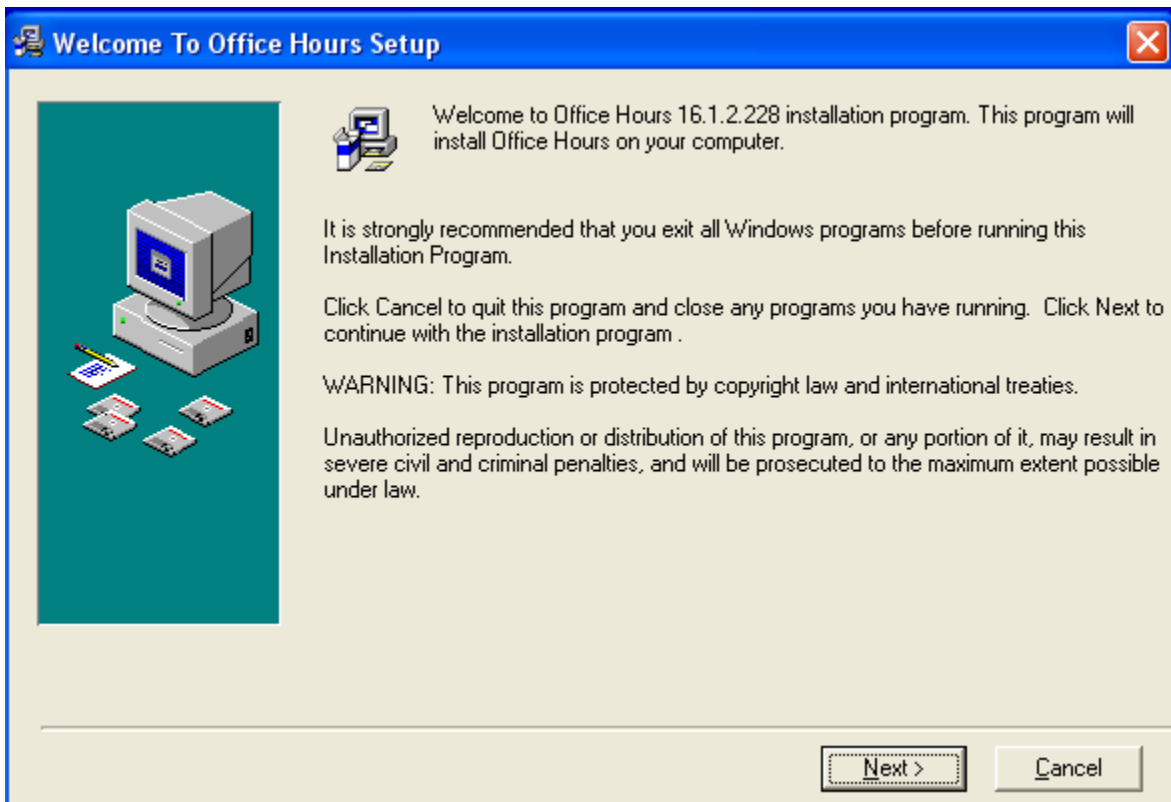 Welcome To Office Hours Setup
Welcome to Office Hours 16.1.2.228 installation program. This program will
install Office Hours on your computer.
It is strongly recommended that you exit all Windows programs before running this
Installation Program.
Click Cancel to quit this program and close any programs you have running.  Click Next to
continue with the installation program .
WARNING: This program is protected by copyright law and international treaties.
Unauthorized reproduction or distribution of this program, or any portion of it, may result in
severe civil and criminal penalties, and will be prosecuted to the maximum extent possible
under law.
Next >
Cancel